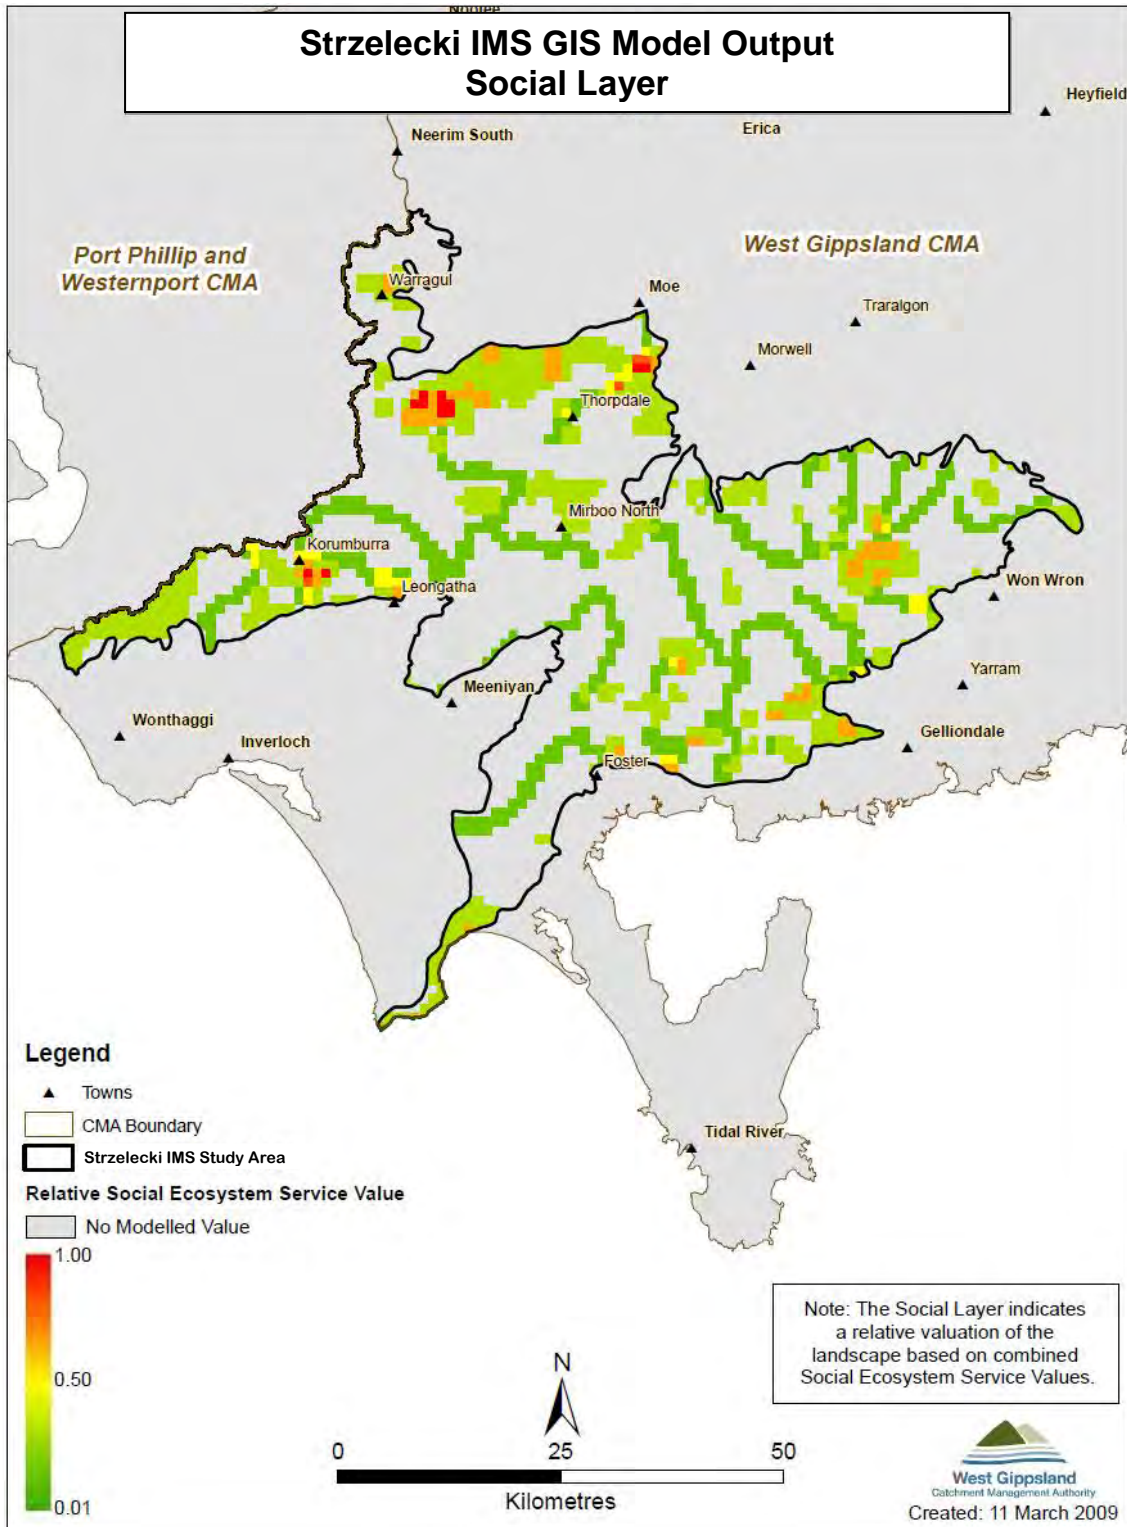 Noojee
Strzelecki IMS GIS Model Output
Social Layer
Heyfield
Erica
Neerim South
Port Phillip and
Westernport CMA
West Gippsland CMA
Warragul
Moe
Traralgon
Morwell
Thorpdale
Mirboo North
Korumburra
Leongatha
Won Wron
Yarram
Meeniyan
Wonthaggi
Inverloch
Gelliondale
Foster
Tidal River
Legend
Towns
CMA Boundary
Strzelecki IMS Study Area
Relative Social Ecosystem Service Value
No Modelled Value
1.00
0.50
0.01
Note: The Social Layer indicates
a relative valuation of the
landscape based on combined
Social Ecosystem Service Values.
N
0 25 50
Kilometres
West Gippsland
Catchment Management Authority
Created: 11 March 2009